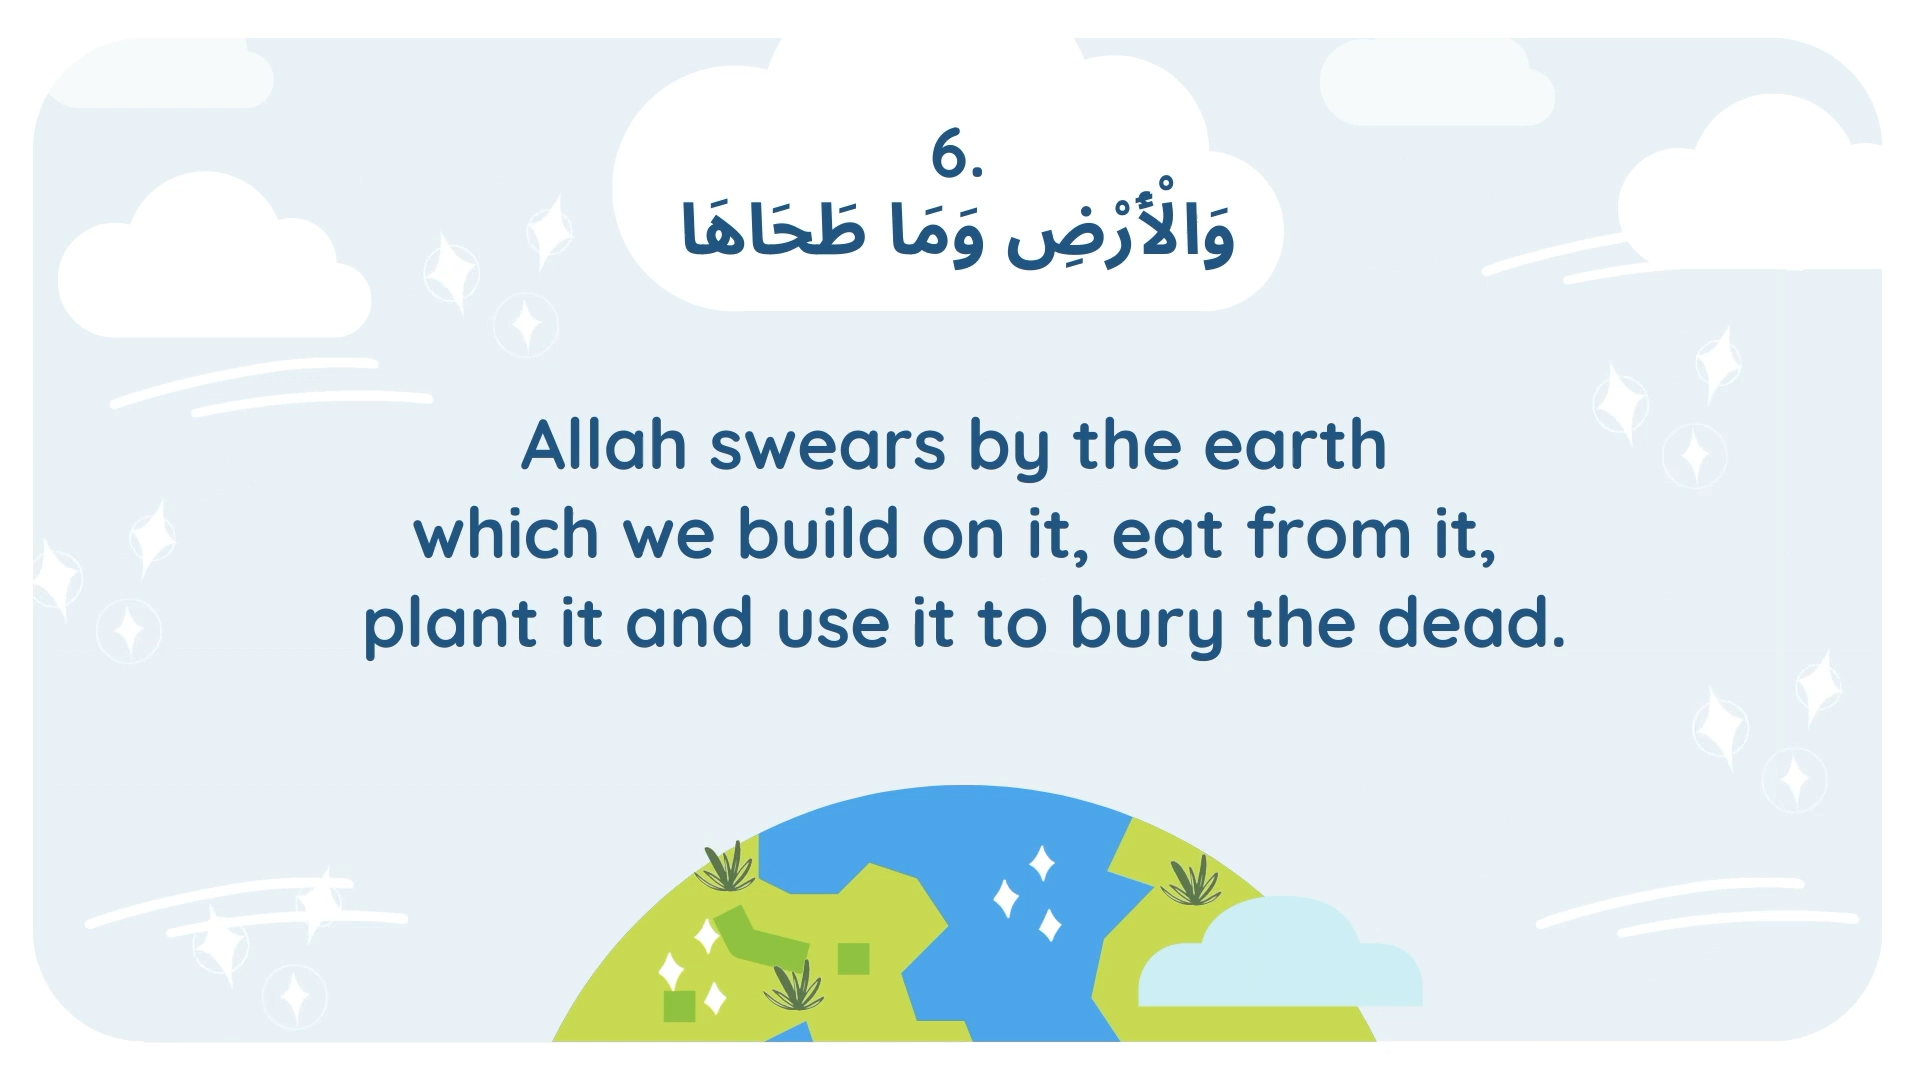 6.
وَالْأَرْضِ وَمَا طَحَاهَا
Allah swears by the earth
which we build on it, eat from it,
plant it and use it to bury the dead.